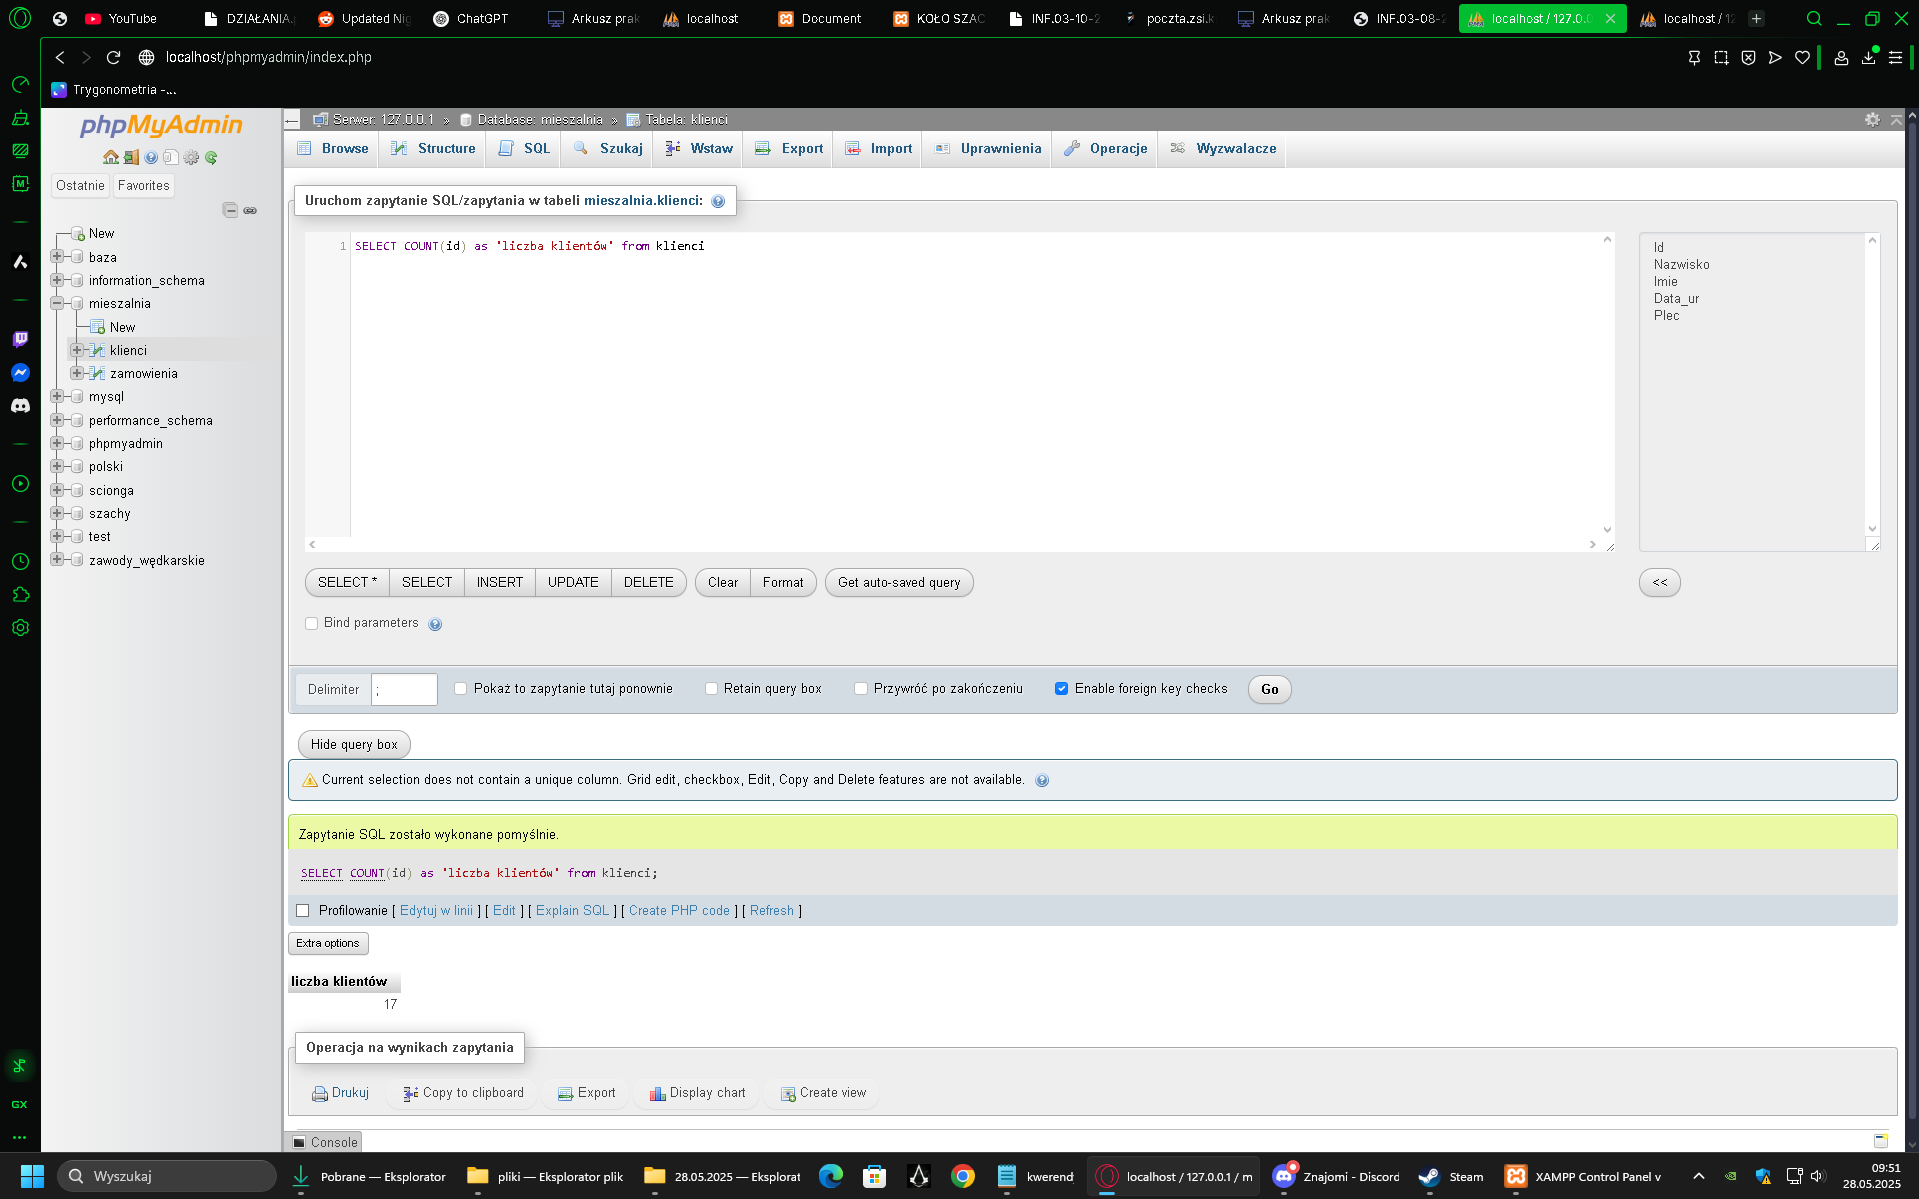 YouTube
DZIAŁANIA.
Updated Nig
ChatGPT
Arkusz prak
localhost
Document
KOŁO SZAC
INF.03-10-2
poczta.zsi.k
Arkusz prak
INF.03-08-2
localhost / 127.0.0
localhost / 12
localhost/phpmyadmin/index.php
Trygonometria -...
phpMyAdmin
Ostatnie
Favorites
New
baza
information_schema
mieszalnia
New
klienci
zamowienia
mysql
performance_schema
phpmyadmin
polski
scionga
szachy
test
zawody_wędkarskie
Serwer: 127.0.0.1 » Database: mieszalnia » Tabela: klienci
Browse
Structure
SQL
Szukaj
Wstaw
Export
Import
Uprawnienia
Operacje
Wyzwalacze
Uruchom zapytanie SQL/zapytania w tabeli mieszalnia.klienci:
1 SELECT COUNT(id) as 'liczba klientów' from klienci
Id
Nazwisko
Imie
Data_ur
Plec
SELECT *
SELECT
INSERT
UPDATE
DELETE
Clear
Format
Get auto-saved query
<<
Bind parameters
Delimiter ;
Pokaż to zapytanie tutaj ponownie
Retain query box
Przywróć po zakończeniu
Enable foreign key checks
Go
Hide query box
Current selection does not contain a unique column. Grid edit, checkbox, Edit, Copy and Delete features are not available.
Zapytanie SQL zostało wykonane pomyślnie.
SELECT COUNT(id) as 'liczba klientów' from klienci;
Profilowanie [ Edytuj w linii ] [ Edit ] [ Explain SQL ] [ Create PHP code ] [ Refresh ]
Extra options
liczba klientów
17
Operacja na wynikach zapytania
Drukuj
Copy to clipboard
Export
Display chart
Create view
Console
GX
Wyszukaj
Pobrane — Eksplorator
pliki — Eksplorator plik
28.05.2025 — Eksplorat
kwerend
localhost / 127.0.0.1 / m
Znajomi - Discord
Steam
XAMPP Control Panel v
09:51
28.05.2025